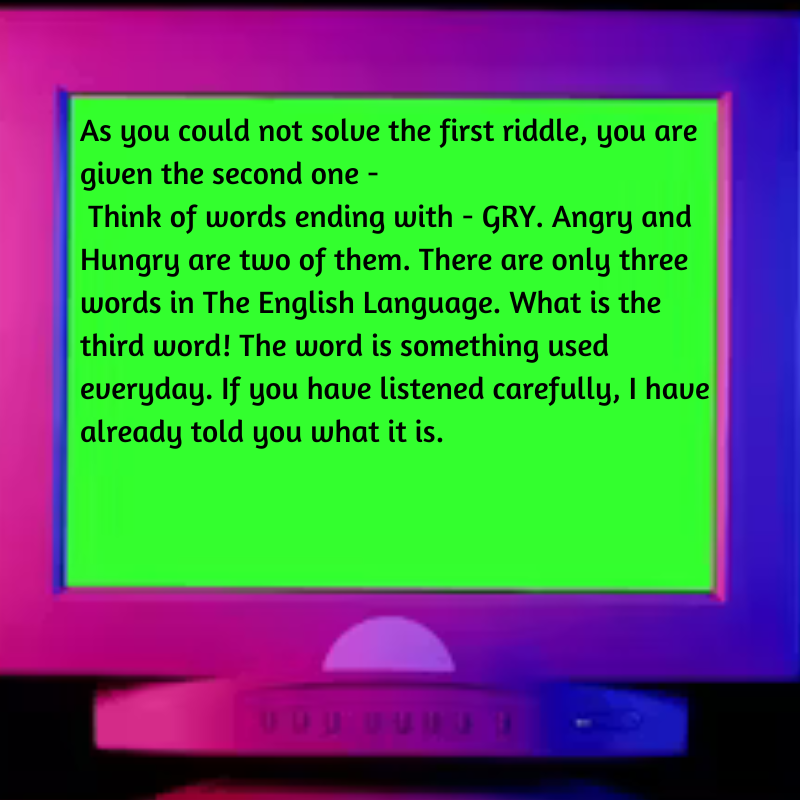 As you could not solve the first riddle, you are
given the second one -
Think of words ending with - GRY. Angry and
Hungry are two of them. There are only three
words in The English Language. What is the
third word! The word is something used
everyday. If you have listened carefully, I have
already told you what it is.